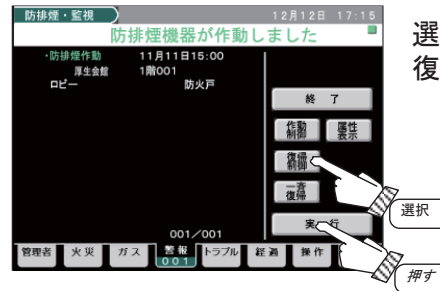 防排煙・監視
12月12日 17:15
防排煙機器が作動しました
・防排煙作動 11月11日15:00
厚生会館 1階001
ロビー 防火戸
終 了
作動
制御
属性
表示
復帰
制御
一斉
復帰
実 行
001/001
管理者
火災
ガス
警報
001
トラブル
経過
操作
選
復
選択
押す